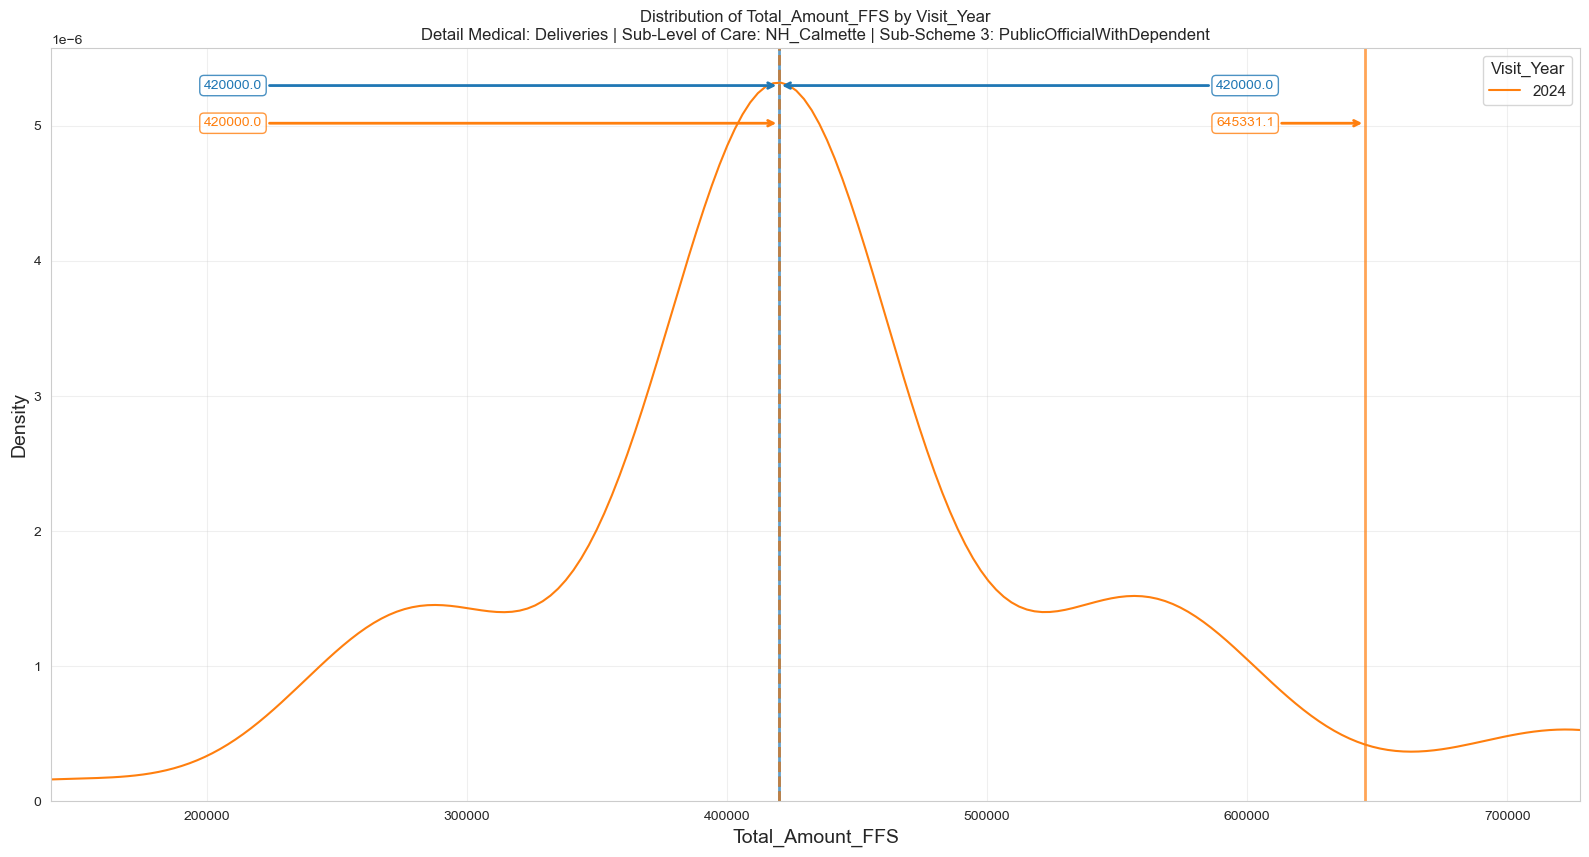 Distribution of Total_Amount_FFS by Visit_Year
Detail Medical: Deliveries | Sub-Level of Care: NH_Calmette | Sub-Scheme 3: PublicOfficialWithDependent
1e−6
Visit_Year
2024
420000.0
420000.0
420000.0
645331.1
5
4
3
2
1
0
Density
200000
300000
400000
500000
600000
700000
Total_Amount_FFS